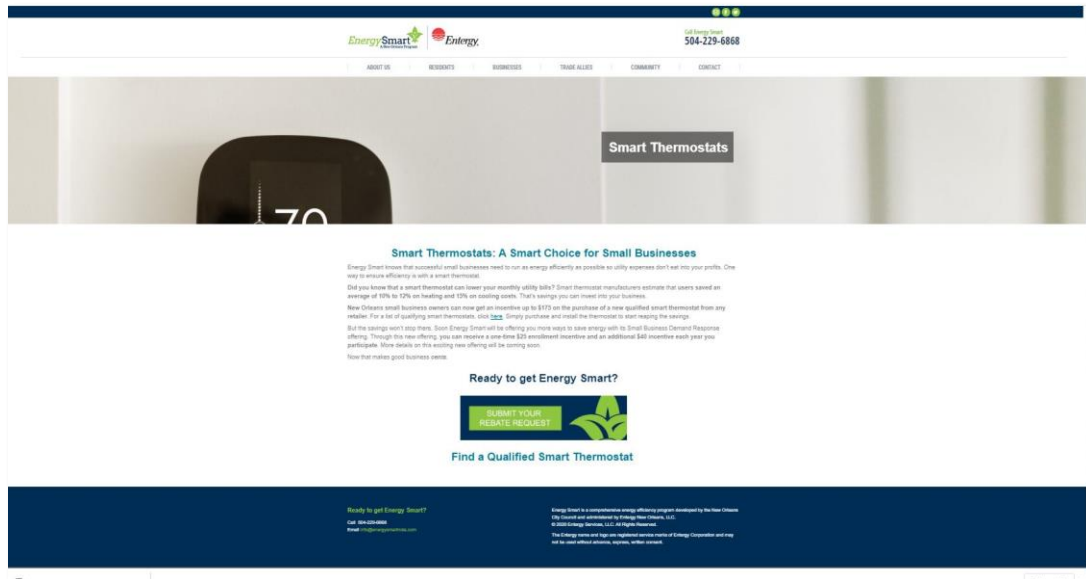 EnergySmart
A New Orleans Program
Entergy
Call Energy Smart
504-229-6868
ABOUT US
RESIDENTS
BUSINESSES
TRADE ALLIES
COMMUNITY
CONTACT
Smart Thermostats
70
Smart Thermostats: A Smart Choice for Small Businesses
Energy Smart knows that successful small businesses need to run as energy efficiently as possible so utility expenses don't eat into your profits. One
way to ensure efficiency is with a smart thermostat.
Did you know that a smart thermostat can lower your monthly utility bills? Smart thermostat manufacturers estimate that users saved an
average of 10% to 12% on heating and 15% on cooling costs. That's savings you can invest into your business.
New Orleans small business owners can now get an incentive up to $175 on the purchase of a new qualified smart thermostat from any
retailer. For a list of qualifying smart thermostats, click here. Simply purchase and install the thermostat to start reaping the savings.
But the savings won't stop there. Soon Energy Smart will be offering you more ways to save energy with its Small Business Demand Response
offering. Through this new offering, you can receive a one-time $25 enrollment incentive and an additional $40 incentive each year you
participate. More details on this exciting new offering will be coming soon.
Now that makes good business cents.
Ready to get Energy Smart?
SUBMIT YOUR
REBATE REQUEST
Find a Qualified Smart Thermostat
Ready to get Energy Smart?
Call 504-229-6868
Email info@energysmartnola.com
Energy Smart is a comprehensive energy efficiency program developed by the New Orleans
City Council and administered by Entergy New Orleans, LLC.
© 2020 Entergy Services, LLC. All Rights Reserved.
The Entergy name and logo are registered service marks of Entergy Corporation and may
not be used without advance, express, written consent.